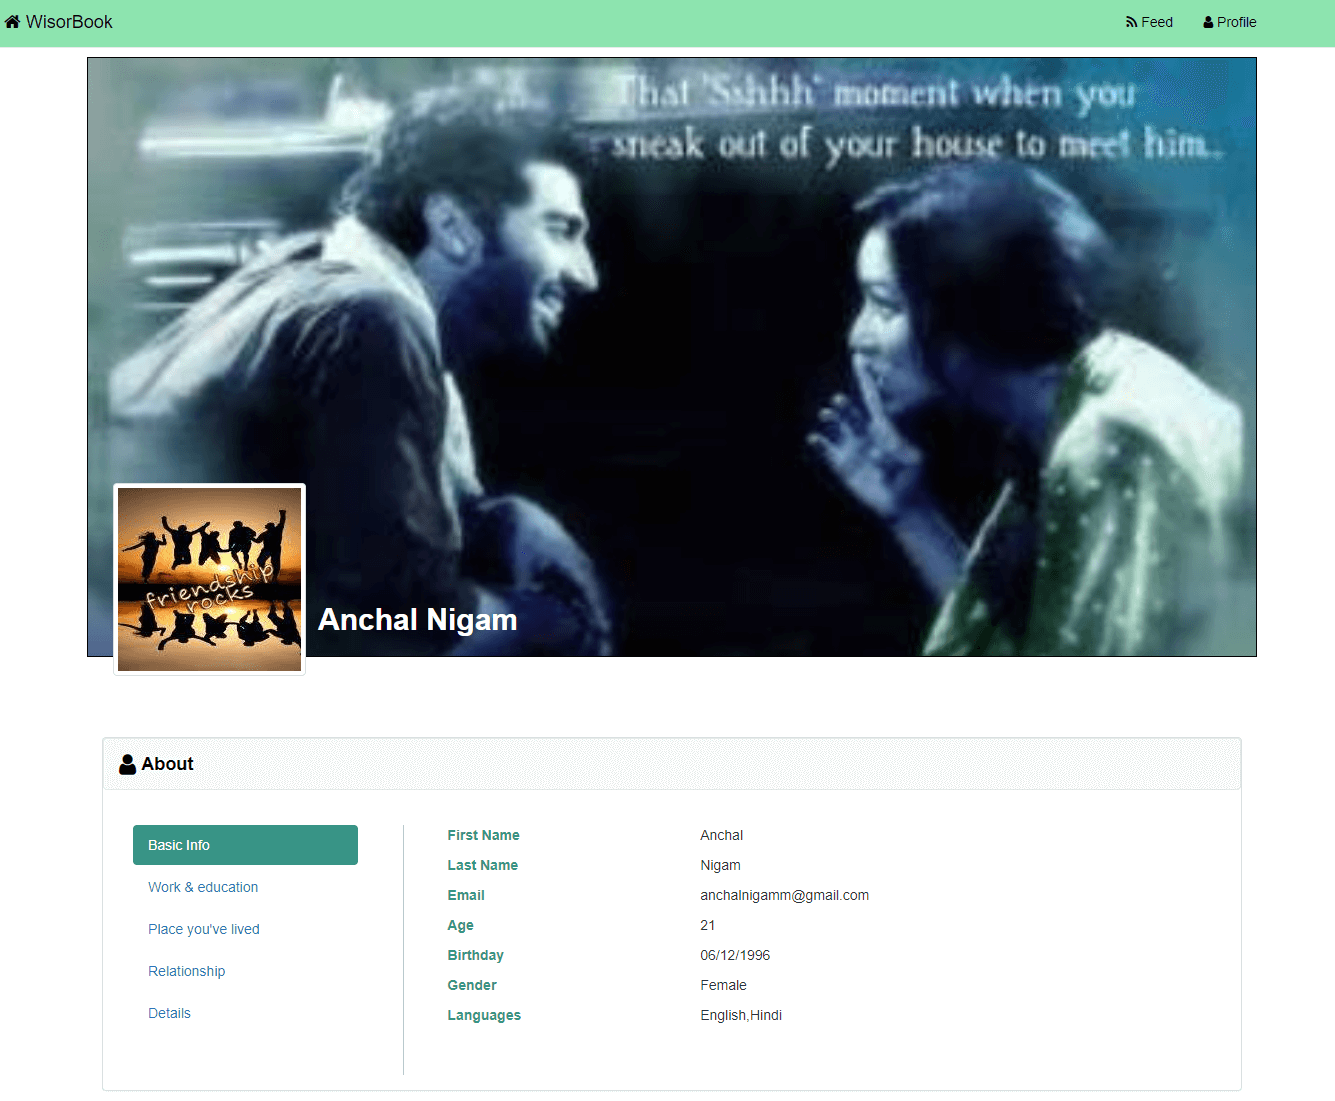 WisorBook
Feed
Profile
That 'Sshhh' moment when you
sneak out of your house to meet him..
friendship
rocks
Anchal Nigam
About
Basic Info
Work & education
Place you've lived
Relationship
Details
First Name Anchal
Last Name Nigam
Email anchalnigamm@gmail.com
Age 21
Birthday 06/12/1996
Gender Female
Languages English,Hindi